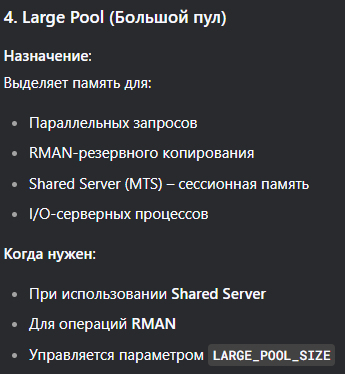 4. Large Pool (Большой пул)
Назначение:
Выделяет память для:
Параллельных запросов
RMAN-резервного копирования
Shared Server (MTS) – сессионная память
I/O-серверных процессов
Когда нужен:
При использовании Shared Server
Для операций RMAN
Управляется параметром LARGE_POOL_SIZE